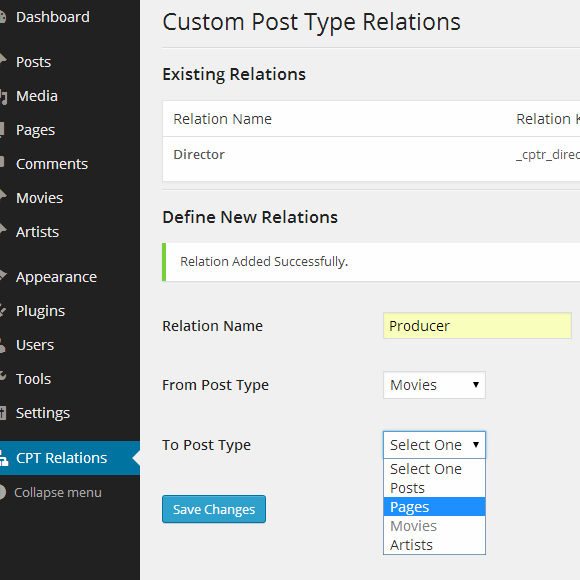 Dashboard
Posts
Media
Pages
Comments
Movies
Artists
Appearance
Plugins
Users
Tools
Settings
CPT Relations
Collapse menu
Custom Post Type Relations
Existing Relations
Relation Name Relation K
Director _cptr_direc
Define New Relations
Relation Added Successfully.
Relation Name Producer
From Post Type Movies
To Post Type Select One
Select One
Posts
Pages
Movies
Artists
Save Changes